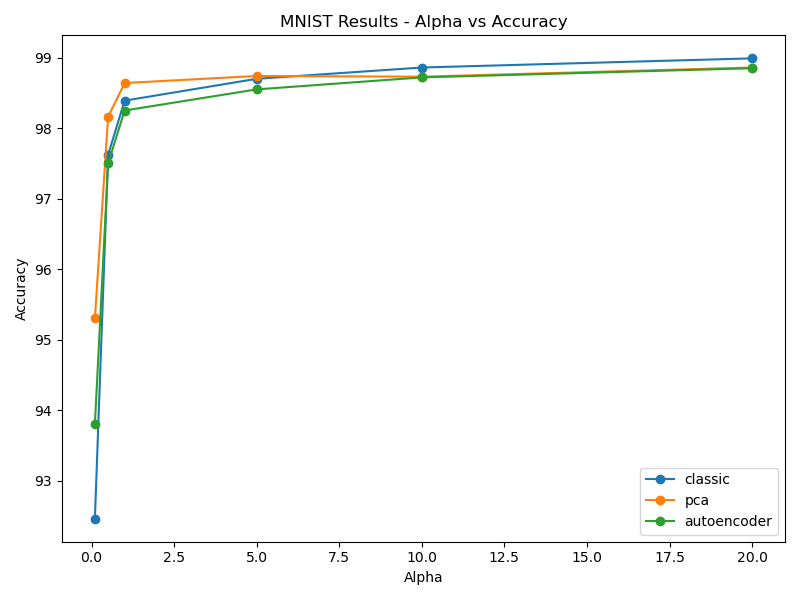 MNIST Results - Alpha vs Accuracy
99
98
97
96
95
94
93
Accuracy
0.0 2.5 5.0 7.5 10.0 12.5 15.0 17.5 20.0
Alpha
classic
pca
autoencoder